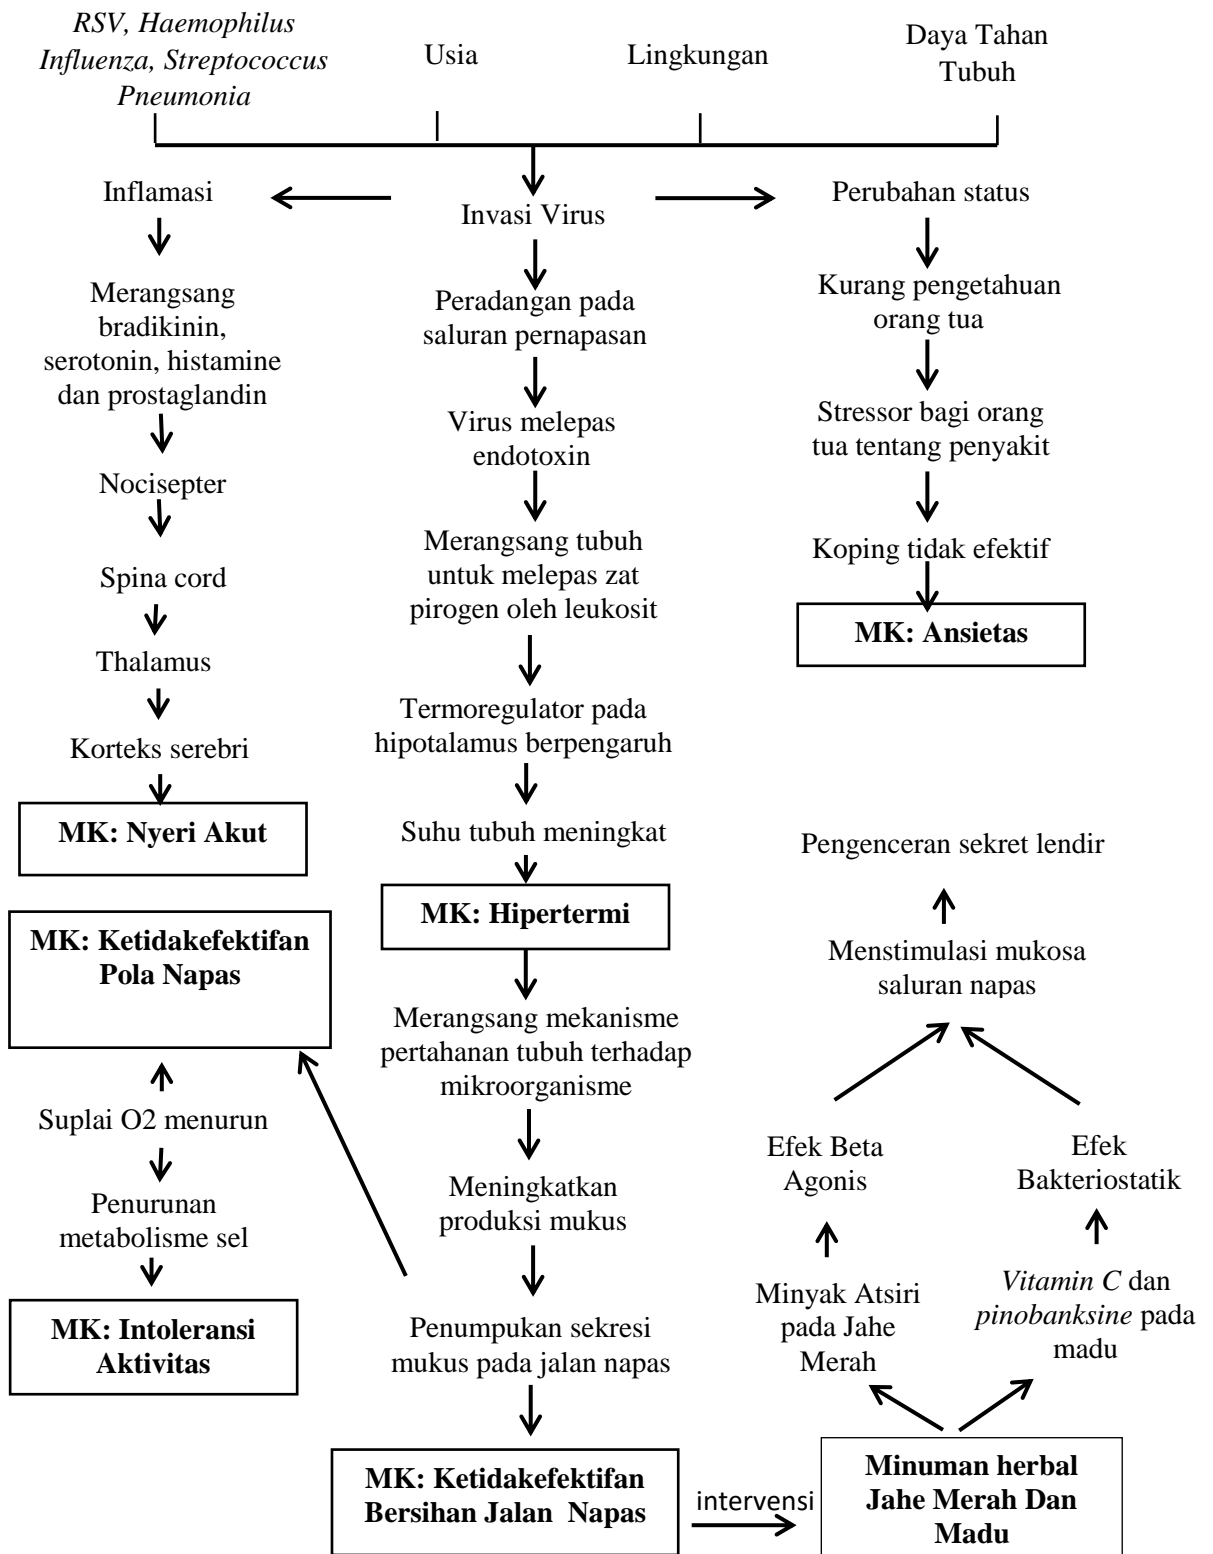 RSV, Haemophilus
Influenza, Streptococcus
Pneumonia
Usia
Lingkungan
Daya Tahan
Tubuh
Inflamasi
Invasi Virus
Perubahan status
Merangsang
bradikinin,
serotonin, histamine
dan prostaglandin
Nocisepter
Spina cord
Thalamus
Korteks serebri
MK: Nyeri Akut
Peradangan pada
saluran pernapasan
Virus melepas
endotoxin
Merangsang tubuh
untuk melepas zat
pirogen oleh leukosit
Termoregulator pada
hipotalamus berpengaruh
Suhu tubuh meningkat
MK: Hipertermi
Merangsang mekanisme
pertahanan tubuh terhadap
mikroorganisme
Meningkatkan
produksi mukus
Penumpukan sekresi
mukus pada jalan napas
MK: Ketidakefektifan
Bersihan Jalan Napas
Kurang pengetahuan
orang tua
Stressor bagi orang
tua tentang penyakit
Koping tidak efektif
MK: Ansietas
MK: Ketidakefektifan
Pola Napas
Suplai O2 menurun
Penurunan
metabolisme sel
MK: Intoleransi
Aktivitas
Pengenceran sekret lendir
Menstimulasi mukosa
saluran napas
Efek Beta
Agonis
Efek
Bakteriostatik
Minyak Atsiri
pada Jahe
Merah
Vitamin C dan
pinobanksine pada
madu
intervensi
Minuman herbal
Jahe Merah Dan
Madu